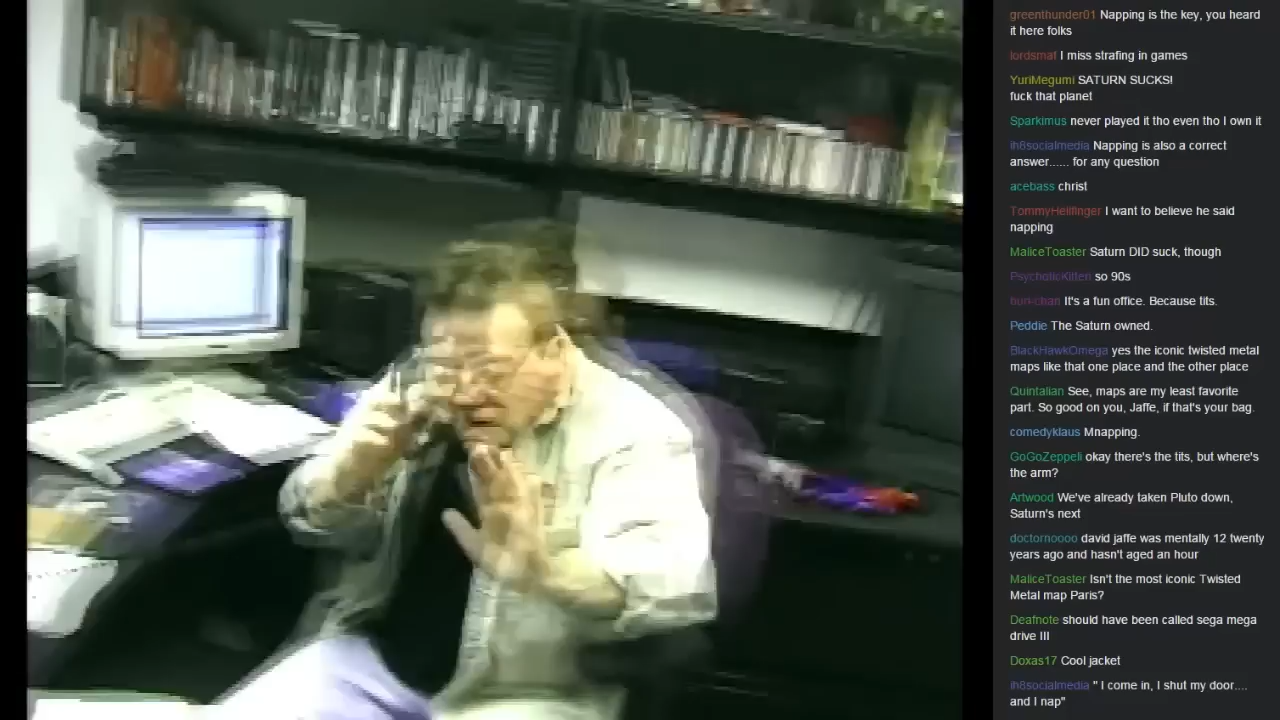 greenthunder01 Napping is the key, you heard
it here folks
lordsmaf I miss strafing in games
YuriMegumi SATURN SUCKS!
fuck that planet
Sparkimus never played it tho even tho I own it
ih8socialmedia Napping is also a correct
answer...... for any question
acebass christ
TommyHellfinger I want to believe he said
napping
MaliceToaster Saturn DID suck, though
PsychoticKitten so 90s
hun-chan It's a fun office. Because tits.
Peddie The Saturn owned.
BlackHawkOmega yes the iconic twisted metal
maps like that one place and the other place
Quintalian See, maps are my least favorite
part. So good on you, Jaffe, if that's your bag.
comedyklaus Mnapping.
GoGoZeppeli okay there's the tits, but where's
the arm?
Artwood We've already taken Pluto down,
Saturn's next
doctornoooo david jaffe was mentally 12 twenty
years ago and hasn't aged an hour
MaliceToaster Isn't the most iconic Twisted
Metal map Paris?
Deafnote should have been called sega mega
drive III
Doxas17 Cool jacket
ih8socialmedia " I come in, I shut my door....
and I nap"